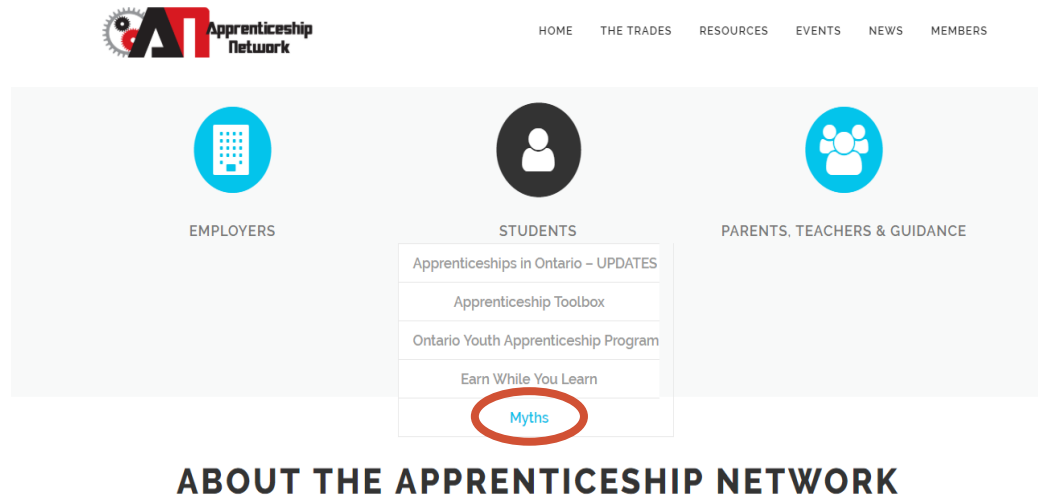 Apprenticeship
Network
HOME THE TRADES RESOURCES EVENTS NEWS MEMBERS
EMPLOYERS
STUDENTS
PARENTS, TEACHERS & GUIDANCE
Apprenticeships in Ontario – UPDATES
Apprenticeship Toolbox
Ontario Youth Apprenticeship Program
Earn While You Learn
Myths
ABOUT THE APPRENTICESHIP NETWORK